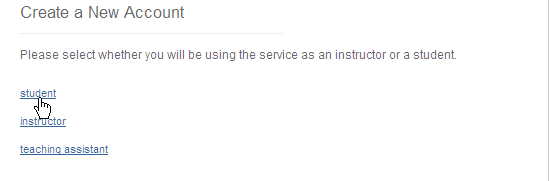 Create a New Account
Please select whether you will be using the service as an instructor or a student.
student
instructor
teaching assistant